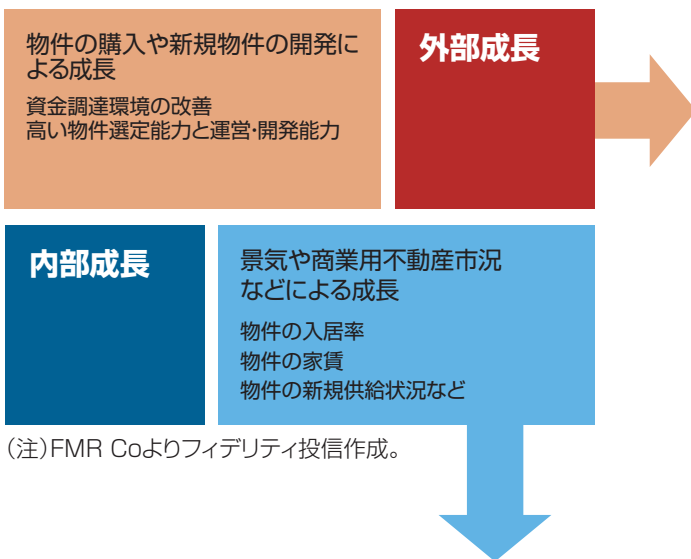 物件の購入や新規物件の開発に
よる成長
資金調達環境の改善
高い物件選定能力と運営・開発能力
外部成長
内部成長
景気や商業用不動産市況
などによる成長
物件の入居率
物件の家賃
物件の新規供給状況など
（注）FMR Coよりフィデリティ投信作成。